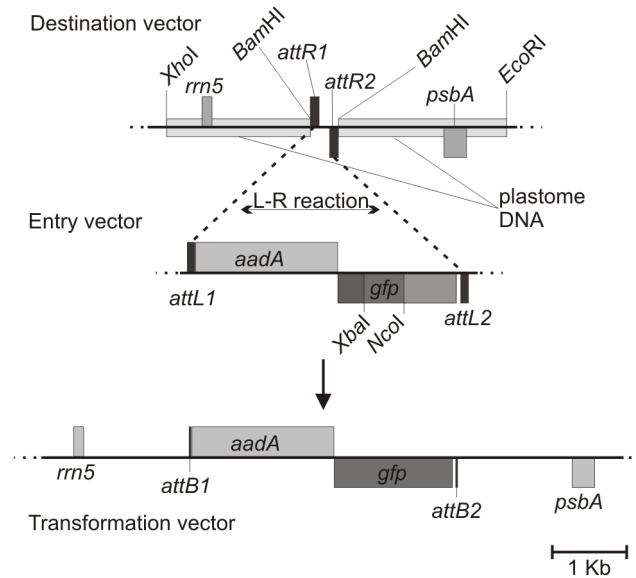 Destination vector
XhoI
rrn5
BamHI
attR1
attR2
BamHI
psbA
EcoRI
L-R reaction
plastome
DNA
Entry vector
aadA
gfp
attL1
XbaI
NcoI
attL2
aadA
rrn5
attB1
gfp
attB2
psbA
Transformation vector
1 Kb